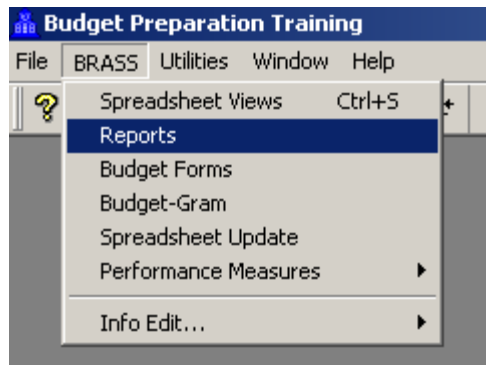 Budget Preparation Training
File BRASS Utilities Window Help
Spreadsheet Views Ctrl+S
Reports
Budget Forms
Budget-Gram
Spreadsheet Update
Performance Measures
Info Edit...